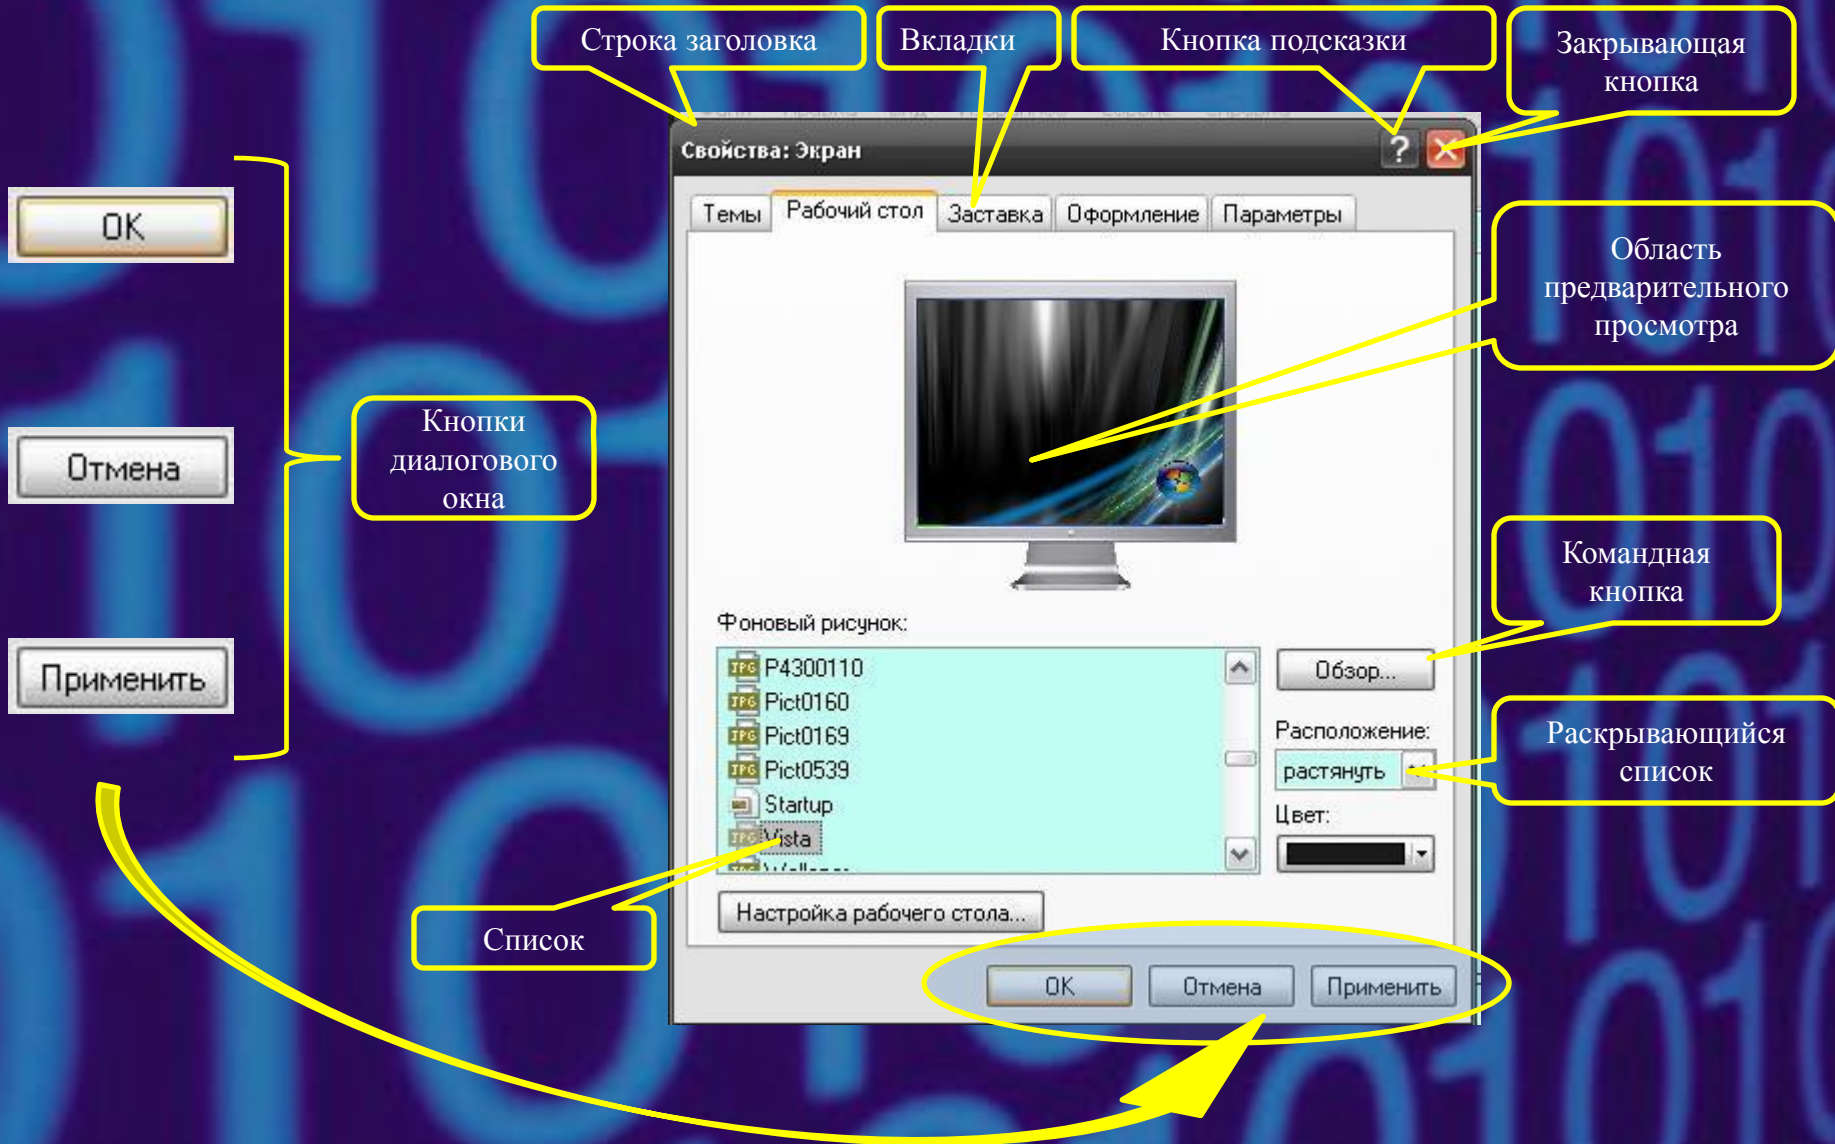 Строка заголовка
Вкладки
Кнопка подсказки
Закрывающая
кнопка
Свойства: Экран
?
Темы
Рабочий стол
Заставка
Оформление
Параметры
OK
Отмена
Применить
Кнопки
диалогового
окна
Область
предварительного
просмотра
Командная
кнопка
Фоновый рисунок:
P4300110
Pict0160
Pict0169
Pict0539
Startup
Vista
Обзор...
Расположение:
растянуть
Цвет:
Раскрывающийся
список
Список
Настройка рабочего стола...
OK
Отмена
Применить